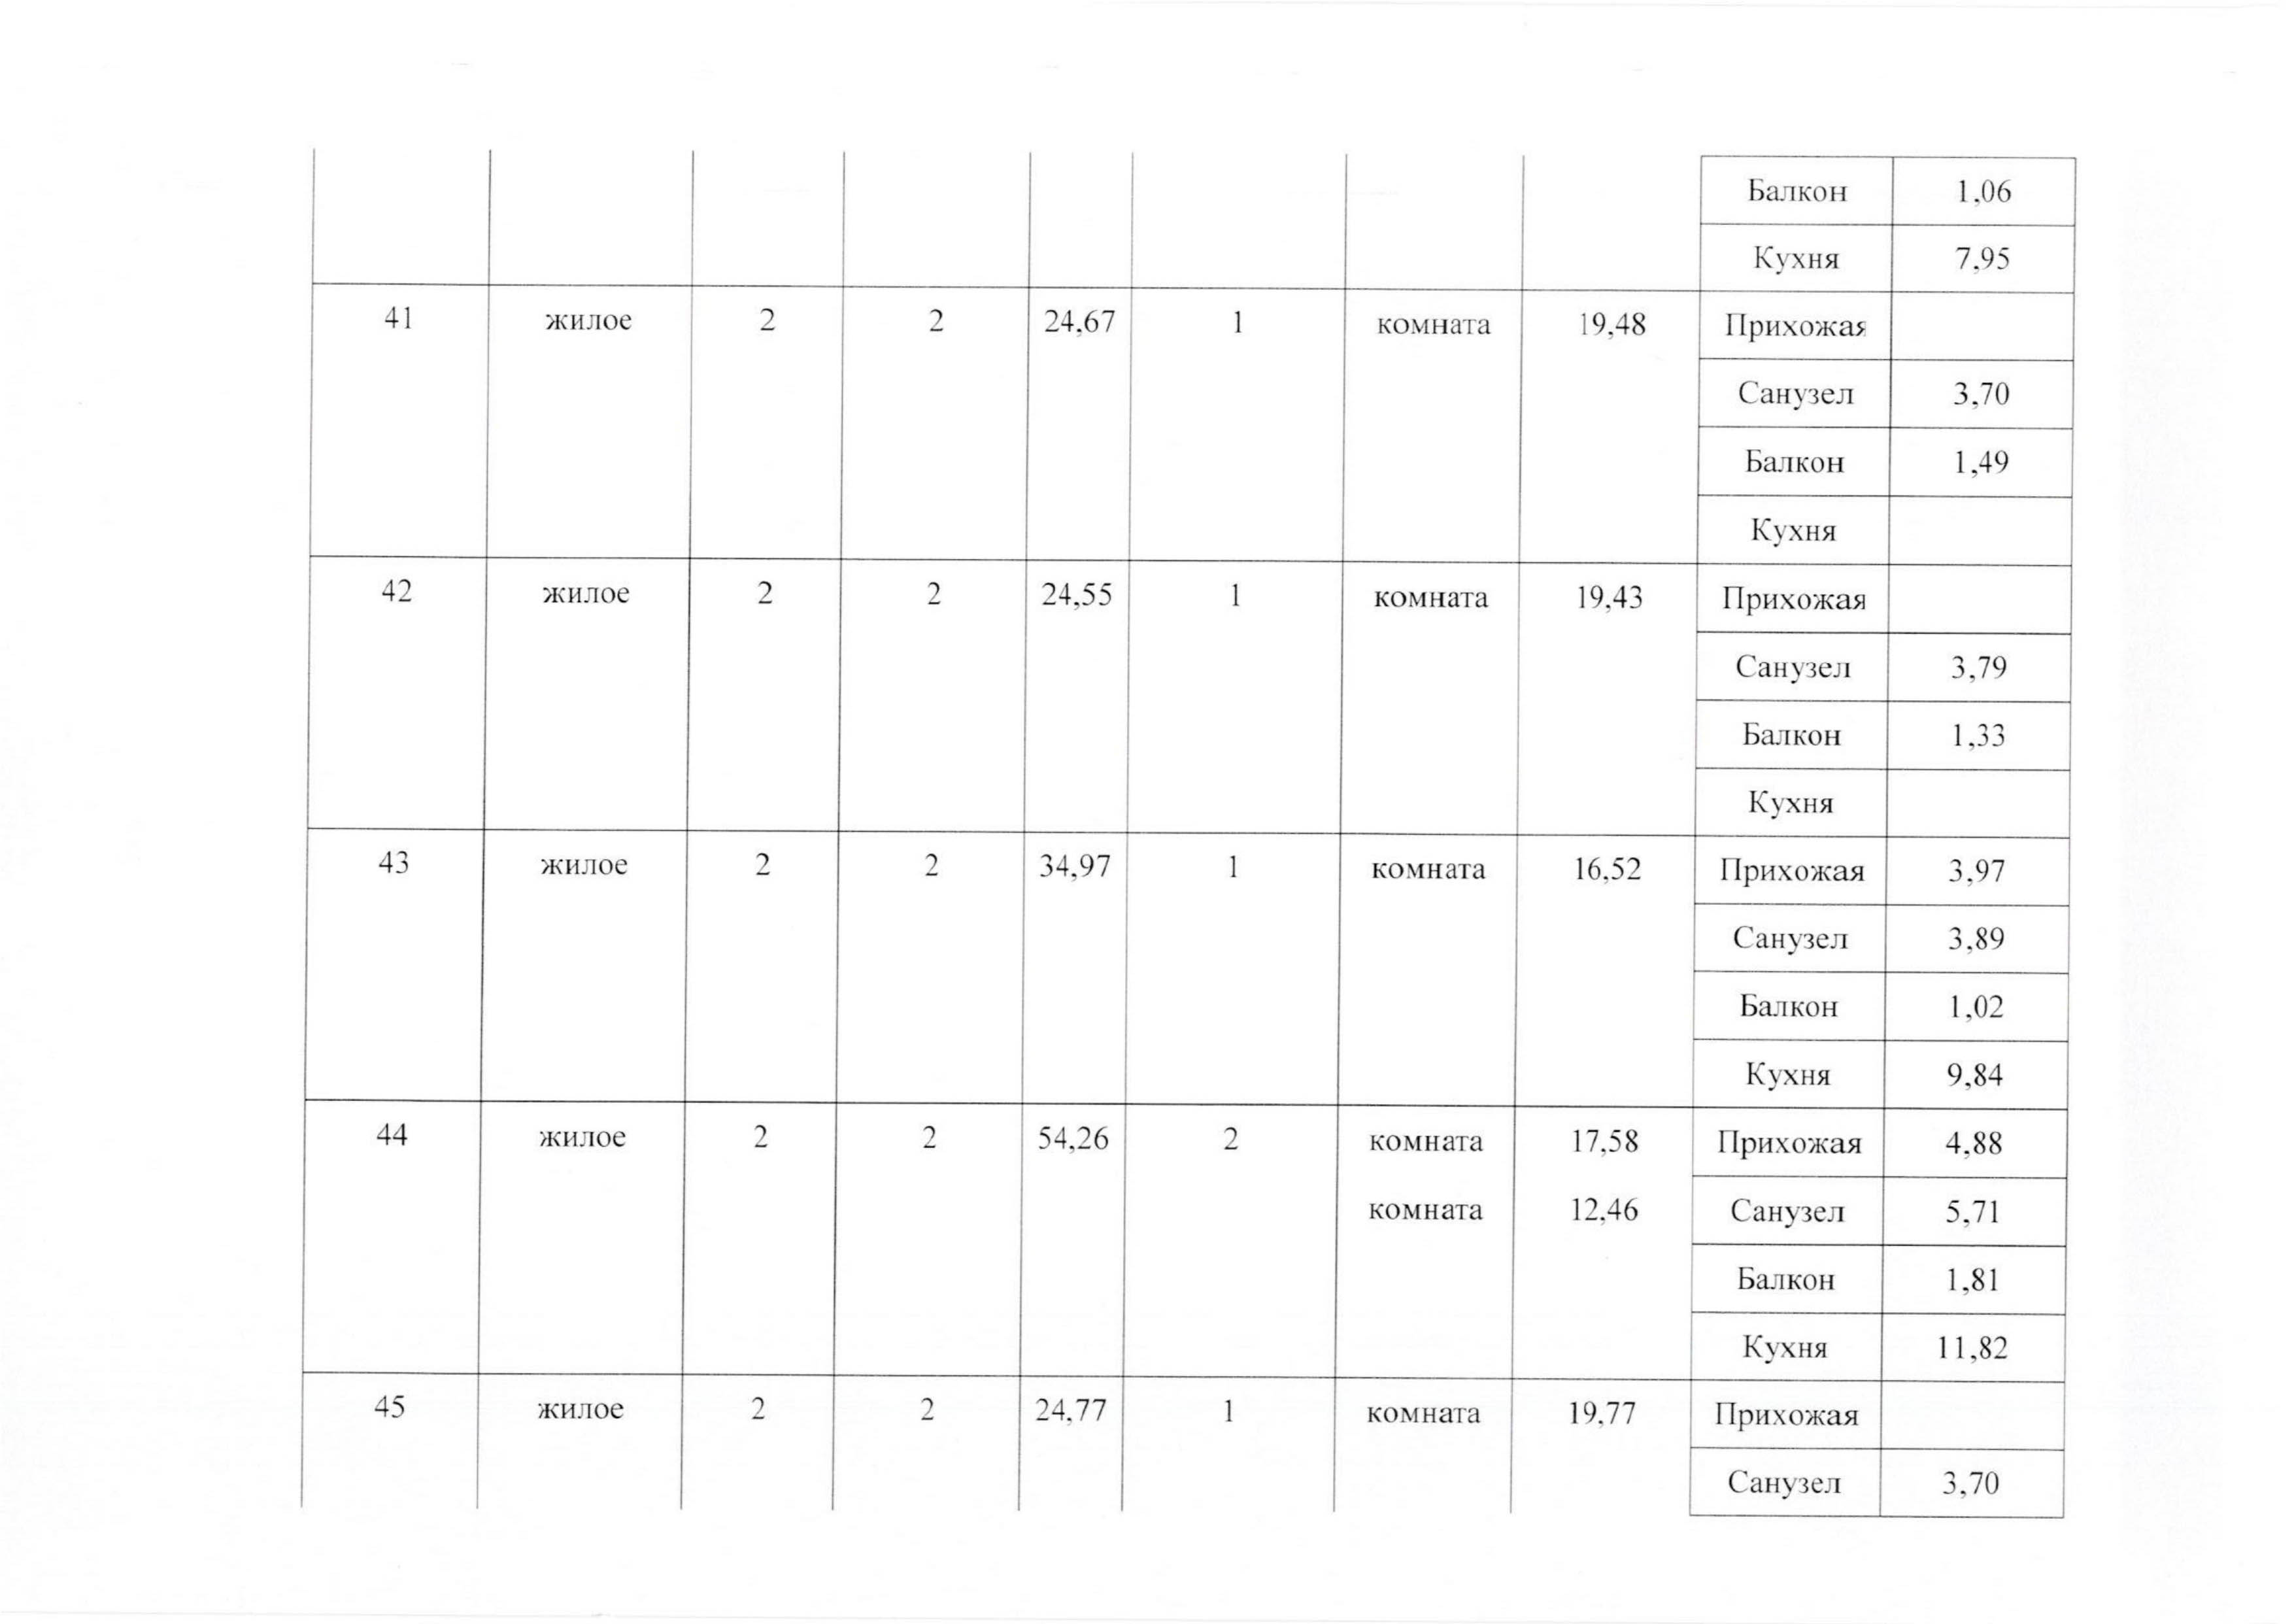 Балкон 1,06
Кухня 7,95
41 жилое 2 2 24,67 1 комната 19,48 Прихожая
Санузел 3,70
Балкон 1,49
Кухня
42 жилое 2 2 24,55 1 комната 19,43 Прихожая
Санузел 3,79
Балкон 1,33
Кухня
43 жилое 2 2 34,97 1 комната 16,52 Прихожая 3,97
Санузел 3,89
Балкон 1,02
Кухня 9,84
44 жилое 2 2 54,26 2 комната 17,58 Прихожая 4,88
комната 12,46 Санузел 5,71
Балкон 1,81
Кухня 11,82
45 жилое 2 2 24,77 1 комната 19,77 Прихожая
Санузел 3,70